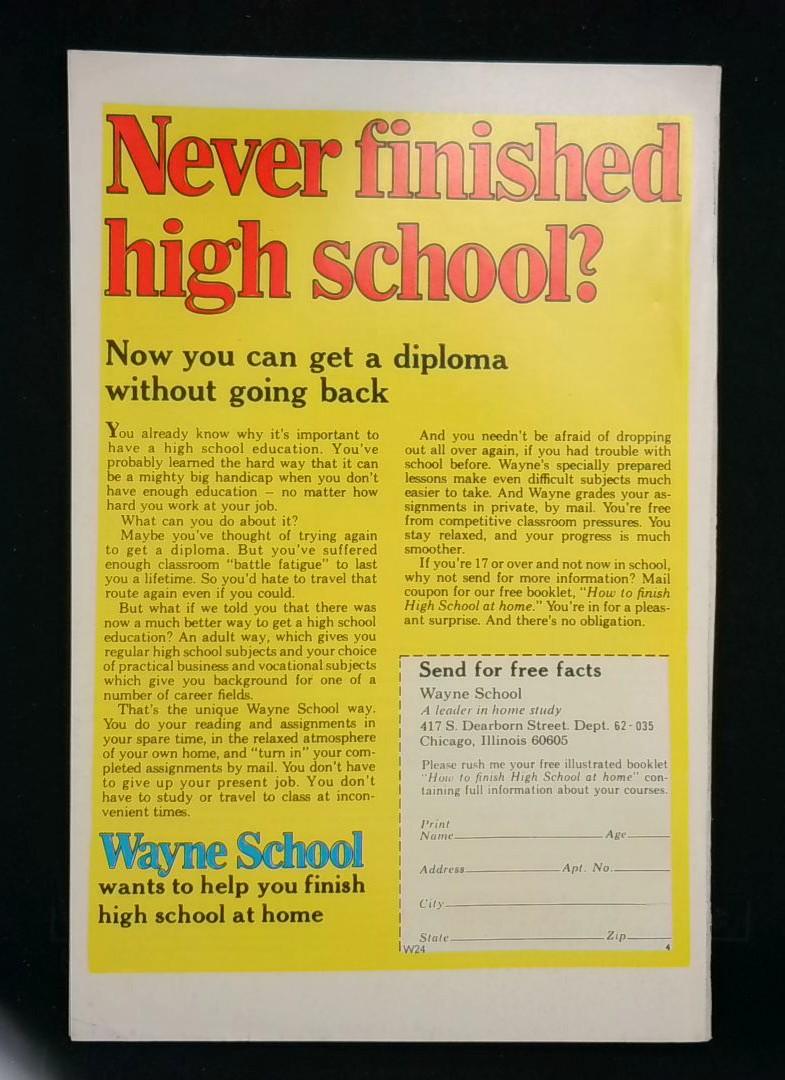 Never finished
high school?
Now you can get a diploma
without going back
You already know why it's important to
have a high school education. You've
probably learned the hard way that it can
be a mighty big handicap when you don't
have enough education — no matter how
hard you work at your job.
What can you do about it?
Maybe you've thought of trying again
to get a diploma. But you've suffered
enough classroom "battle fatigue" to last
you a lifetime. So you'd hate to travel that
route again even if you could.
But what if we told you that there was
now a much better way to get a high school
education? An adult way, which gives you
regular high school subjects and your choice
of practical business and vocational subjects
which give you background for one of a
number of career fields.
That's the unique Wayne School way.
You do your reading and assignments in
your spare time, in the relaxed atmosphere
of your own home, and "turn in" your com-
pleted assignments by mail. You don't have
to give up your present job. You don't
have to study or travel to class at incon-
venient times.
Wayne School
wants to help you finish
high school at home
And you needn't be afraid of dropping
out all over again, if you had trouble with
school before. Wayne's specially prepared
lessons make even difficult subjects much
easier to take. And Wayne grades your as-
signments in private, by mail. You're free
from competitive classroom pressures. You
stay relaxed, and your progress is much
smoother.
If you're 17 or over and not now in school,
why not send for more information? Mail
coupon for our free booklet, "How to finish
High School at home." You're in for a pleas-
ant surprise. And there's no obligation.
Send for free facts
Wayne School
A leader in home study
417 S. Dearborn Street. Dept. 62-035
Chicago, Illinois 60605
Please rush me your free illustrated booklet
"How to finish High School at home" con-
taining full information about your courses.
Print
Name Age
Address Apt. No.
City
State Zip
W24 4